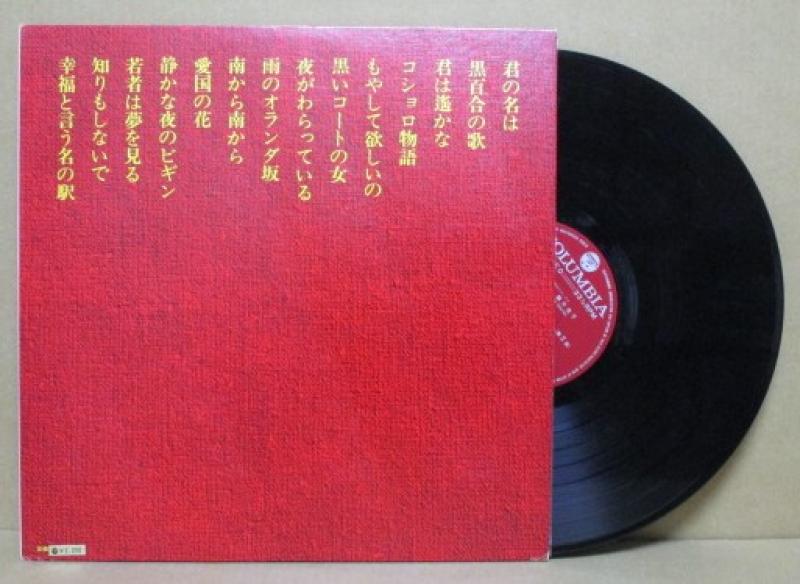 君の名は
黒百合の歌
君は遙かな
コショロ物語
もやして欲しいの
黒いコートの女
夜がわらっている
雨のオランダ坂
南から南から
愛国の花
静かな夜のビギン
若者は夢を見る
知りもしないで
幸福と言う名の駅
COLUMBIA